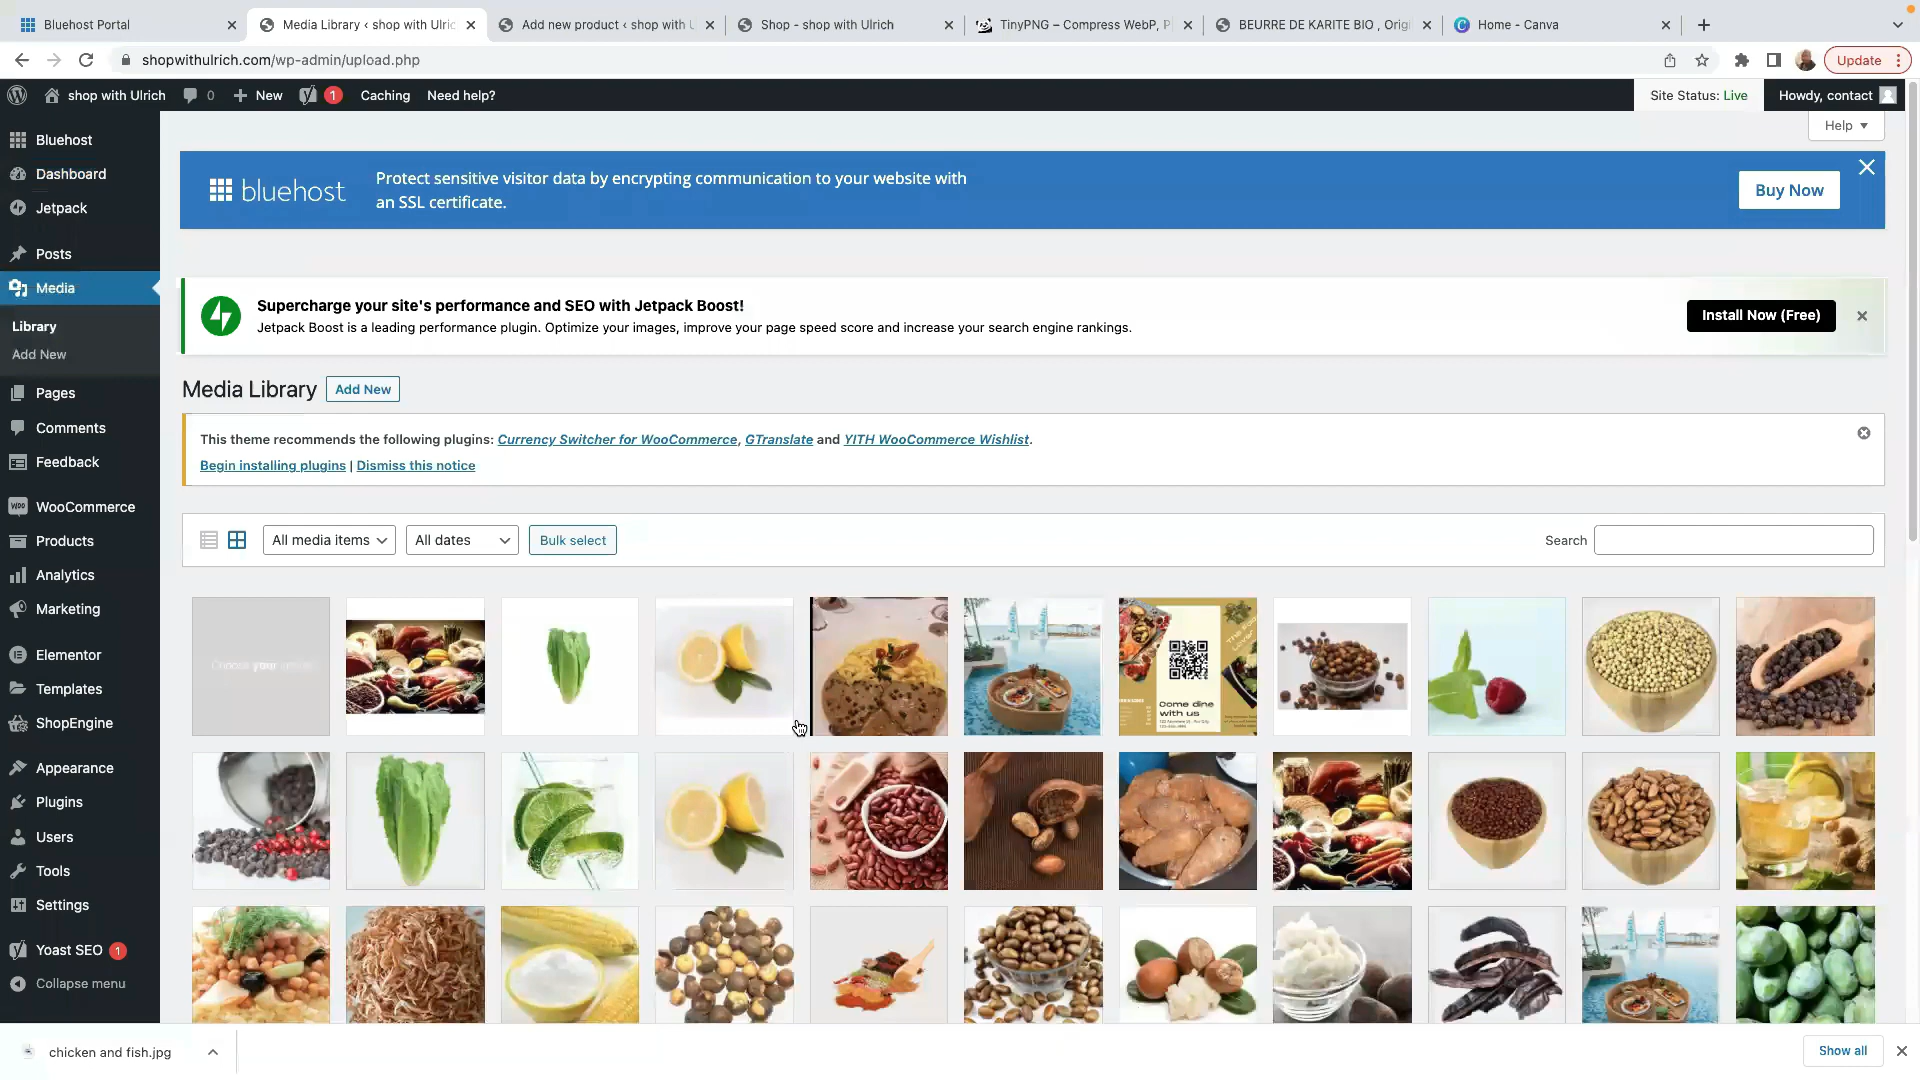 Bluehost Portal
Media Library ‹ shop with Ulric
Add new product ‹ shop with U
Shop - shop with Ulrich
TinyPNG – Compress WebP, P
BEURRE DE KARITE BIO , Orig
Home - Canva
shopwithulrich.com/wp-admin/upload.php
Update
shop with Ulrich
0
New
1
Caching
Need help?
Site Status: Live
Howdy, contact
Help
Bluehost
Dashboard
Jetpack
Posts
Media
Library
Add New
Pages
Comments
Feedback
WooCommerce
Products
Analytics
Marketing
Elementor
Templates
ShopEngine
Appearance
Plugins
Users
Tools
Settings
Yoast SEO 1
Collapse menu
bluehost
Protect sensitive visitor data by encrypting communication to your website with
an SSL certificate.
Buy Now
Supercharge your site's performance and SEO with Jetpack Boost!
Jetpack Boost is a leading performance plugin. Optimize your images, improve your page speed score and increase your search engine rankings.
Install Now (Free)
Media Library
Add New
This theme recommends the following plugins: Currency Switcher for WooCommerce, GTranslate and YITH WooCommerce Wishlist.
Begin installing plugins | Dismiss this notice
All media items
All dates
Bulk select
Search
Choose your
Come dine
with us
chicken and fish.jpg
Show all